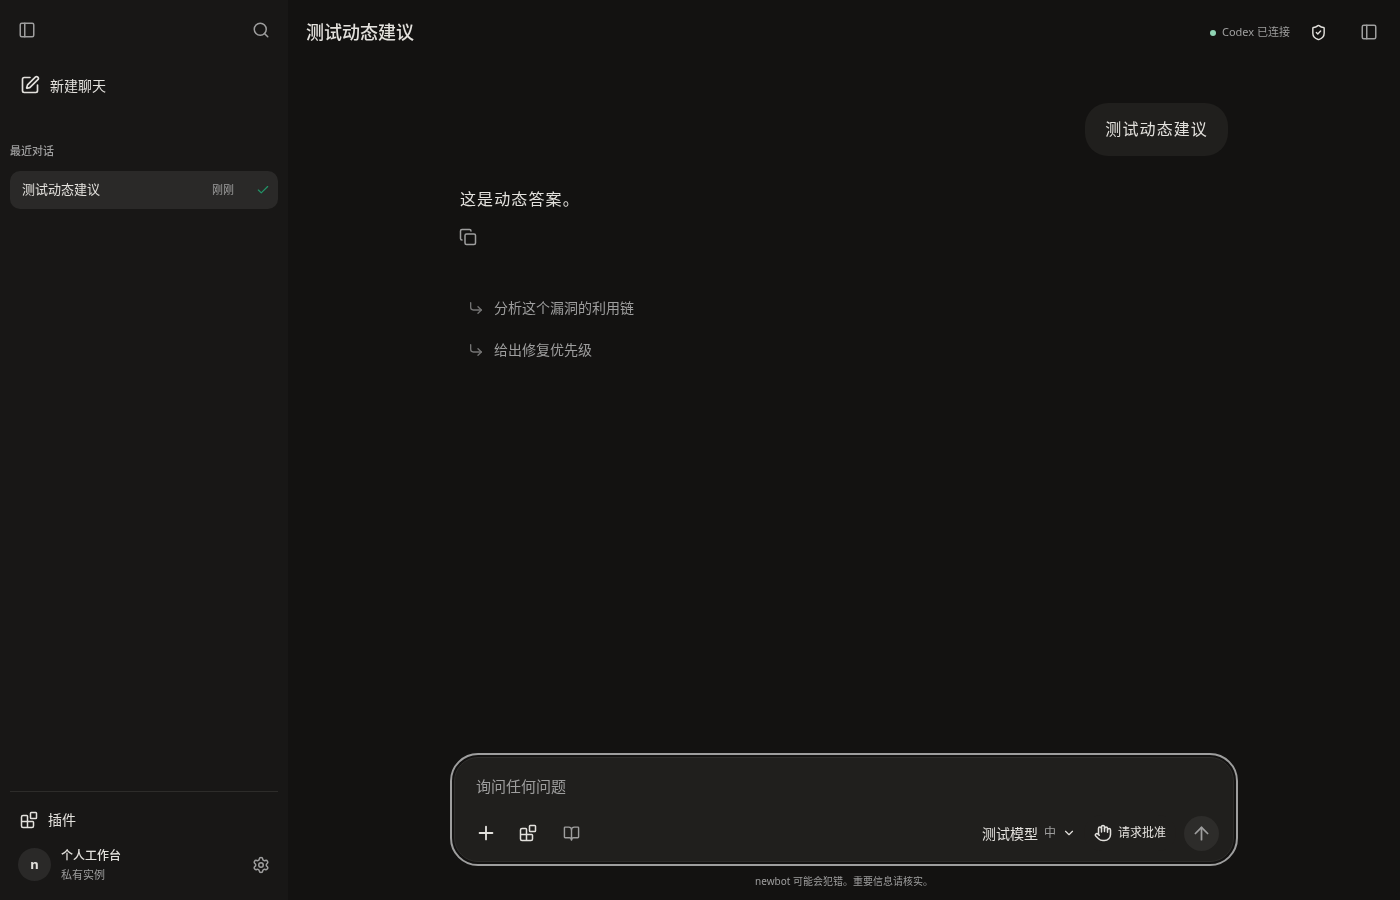 新建聊天
最近对话
测试动态建议 刚刚
插件
n
个人工作台
私有实例
测试动态建议
Codex 已连接
测试动态建议
这是动态答案。
分析这个漏洞的利用链
给出修复优先级
询问任何问题
测试模型 中
请求批准
newbot 可能会犯错。重要信息请核实。